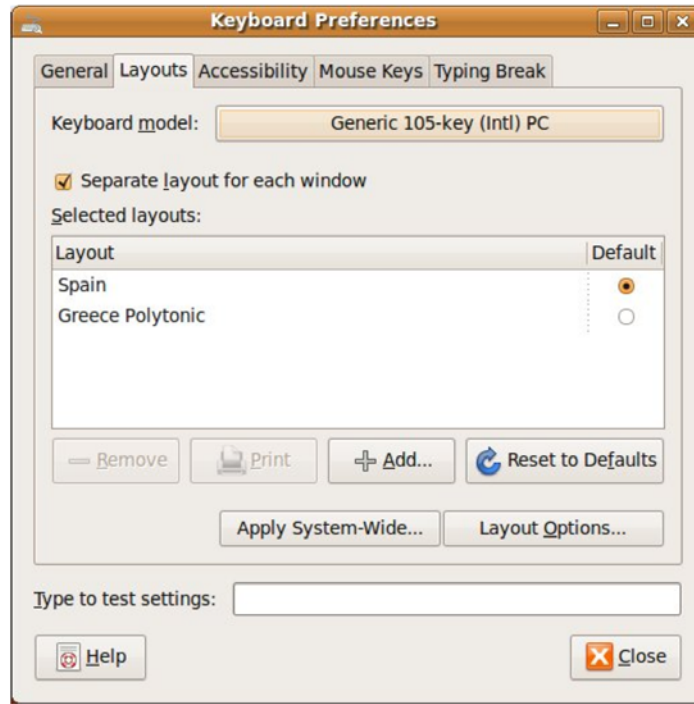 Keyboard Preferences
General Layouts Accessibility Mouse Keys Typing Break
Keyboard model: Generic 105-key (Intl) PC
Separate layout for each window
Selected layouts:
Layout Default
Spain
Greece Polytonic
Remove Print Add... Reset to Defaults
Apply System-Wide... Layout Options...
Type to test settings:
Help Close